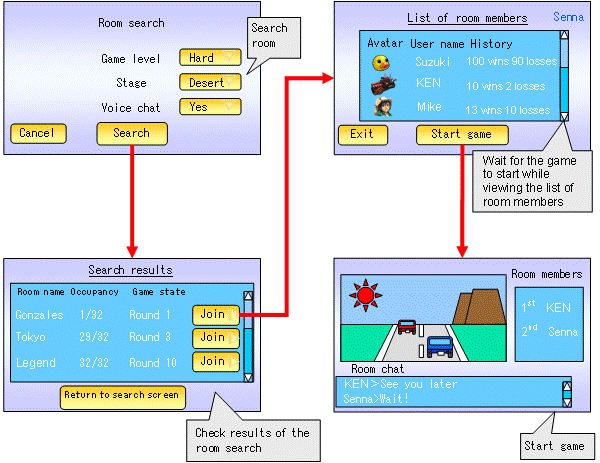 Room search
Game level Hard
Stage Desert
Voice chat Yes
Cancel Search
Search
room
List of room members Senna
Avatar User name History
Suzuki 100 wins 90 losses
KEN 10 wins 2 losses
Mike 13 wins 10 losses
Exit Start game
Wait for the game
to start while
viewing the list of
room members
Search results
Room name Occupancy Game state
Gonzales 1/32 Round 1 Join
Tokyo 29/32 Round 3 Join
Legend 32/32 Round 10 Join
Return to search screen
Check results of the
room search
Room members
1st KEN
2nd Senna
Room chat
KEN>See you later
Senna>Wait!
Start game